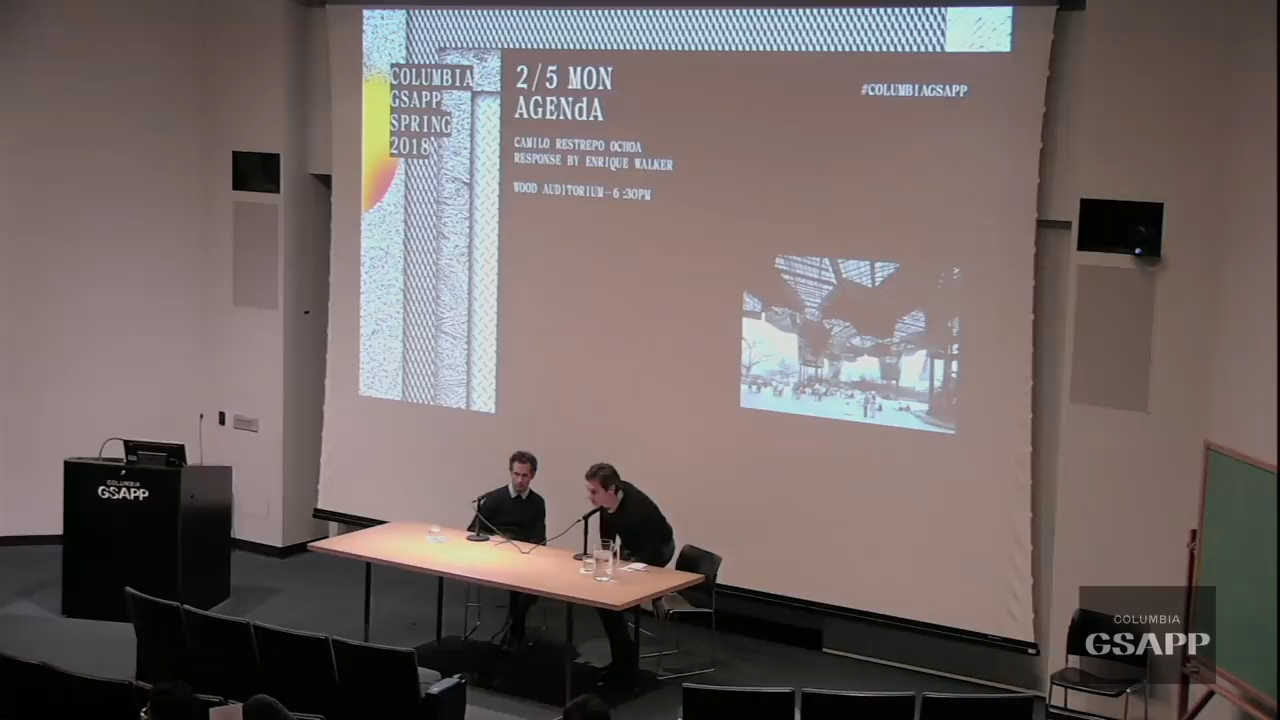 COLUMBIA
GSAPP
SPRING
2018
2/5 MON
AGENdA
CAMILO RESTREPO OCHOA
RESPONSE BY ENRIQUE WALKER
WOOD AUDITORIUM-6:30PM
#COLUMBIAGSAPP
COLUMBIA
GSAPP
COLUMBIA
GSAPP